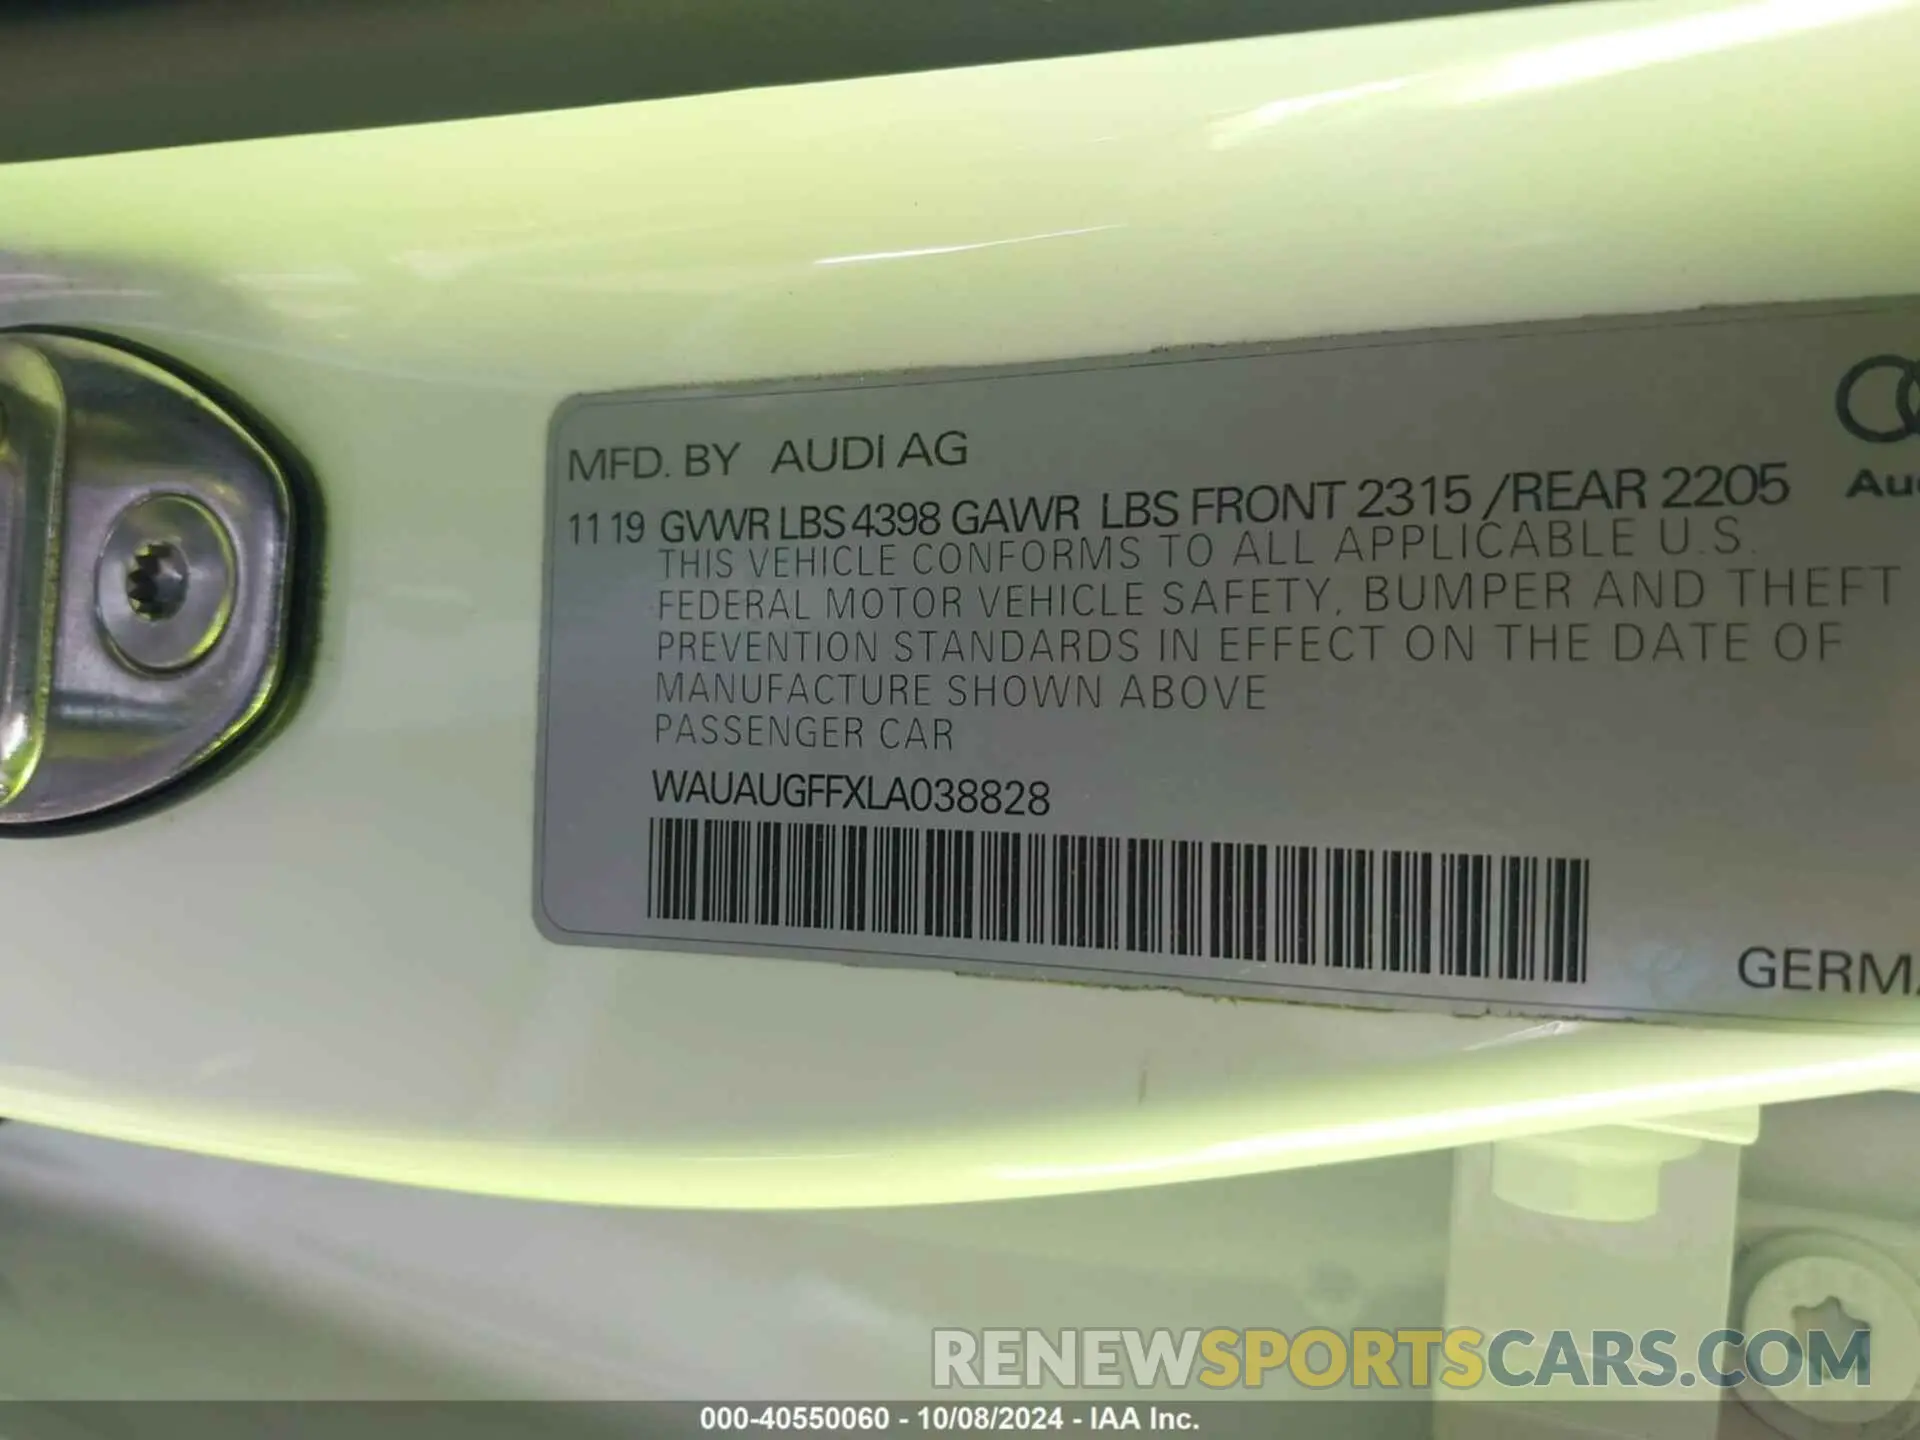 MFD. BY AUDI AG
11 19 GVWR LBS 4398 GAWR LBS FRONT 2315 /REAR 2205
THIS VEHICLE CONFORMS TO ALL APPLICABLE U.S.
FEDERAL MOTOR VEHICLE SAFETY, BUMPER AND THEFT
PREVENTION STANDARDS IN EFFECT ON THE DATE OF
MANUFACTURE SHOWN ABOVE
PASSENGER CAR
WAUAUGFFXLA038828
RENEWSPORTSCARS.COM
000-40550060 - 10/08/2024 - IAA Inc.